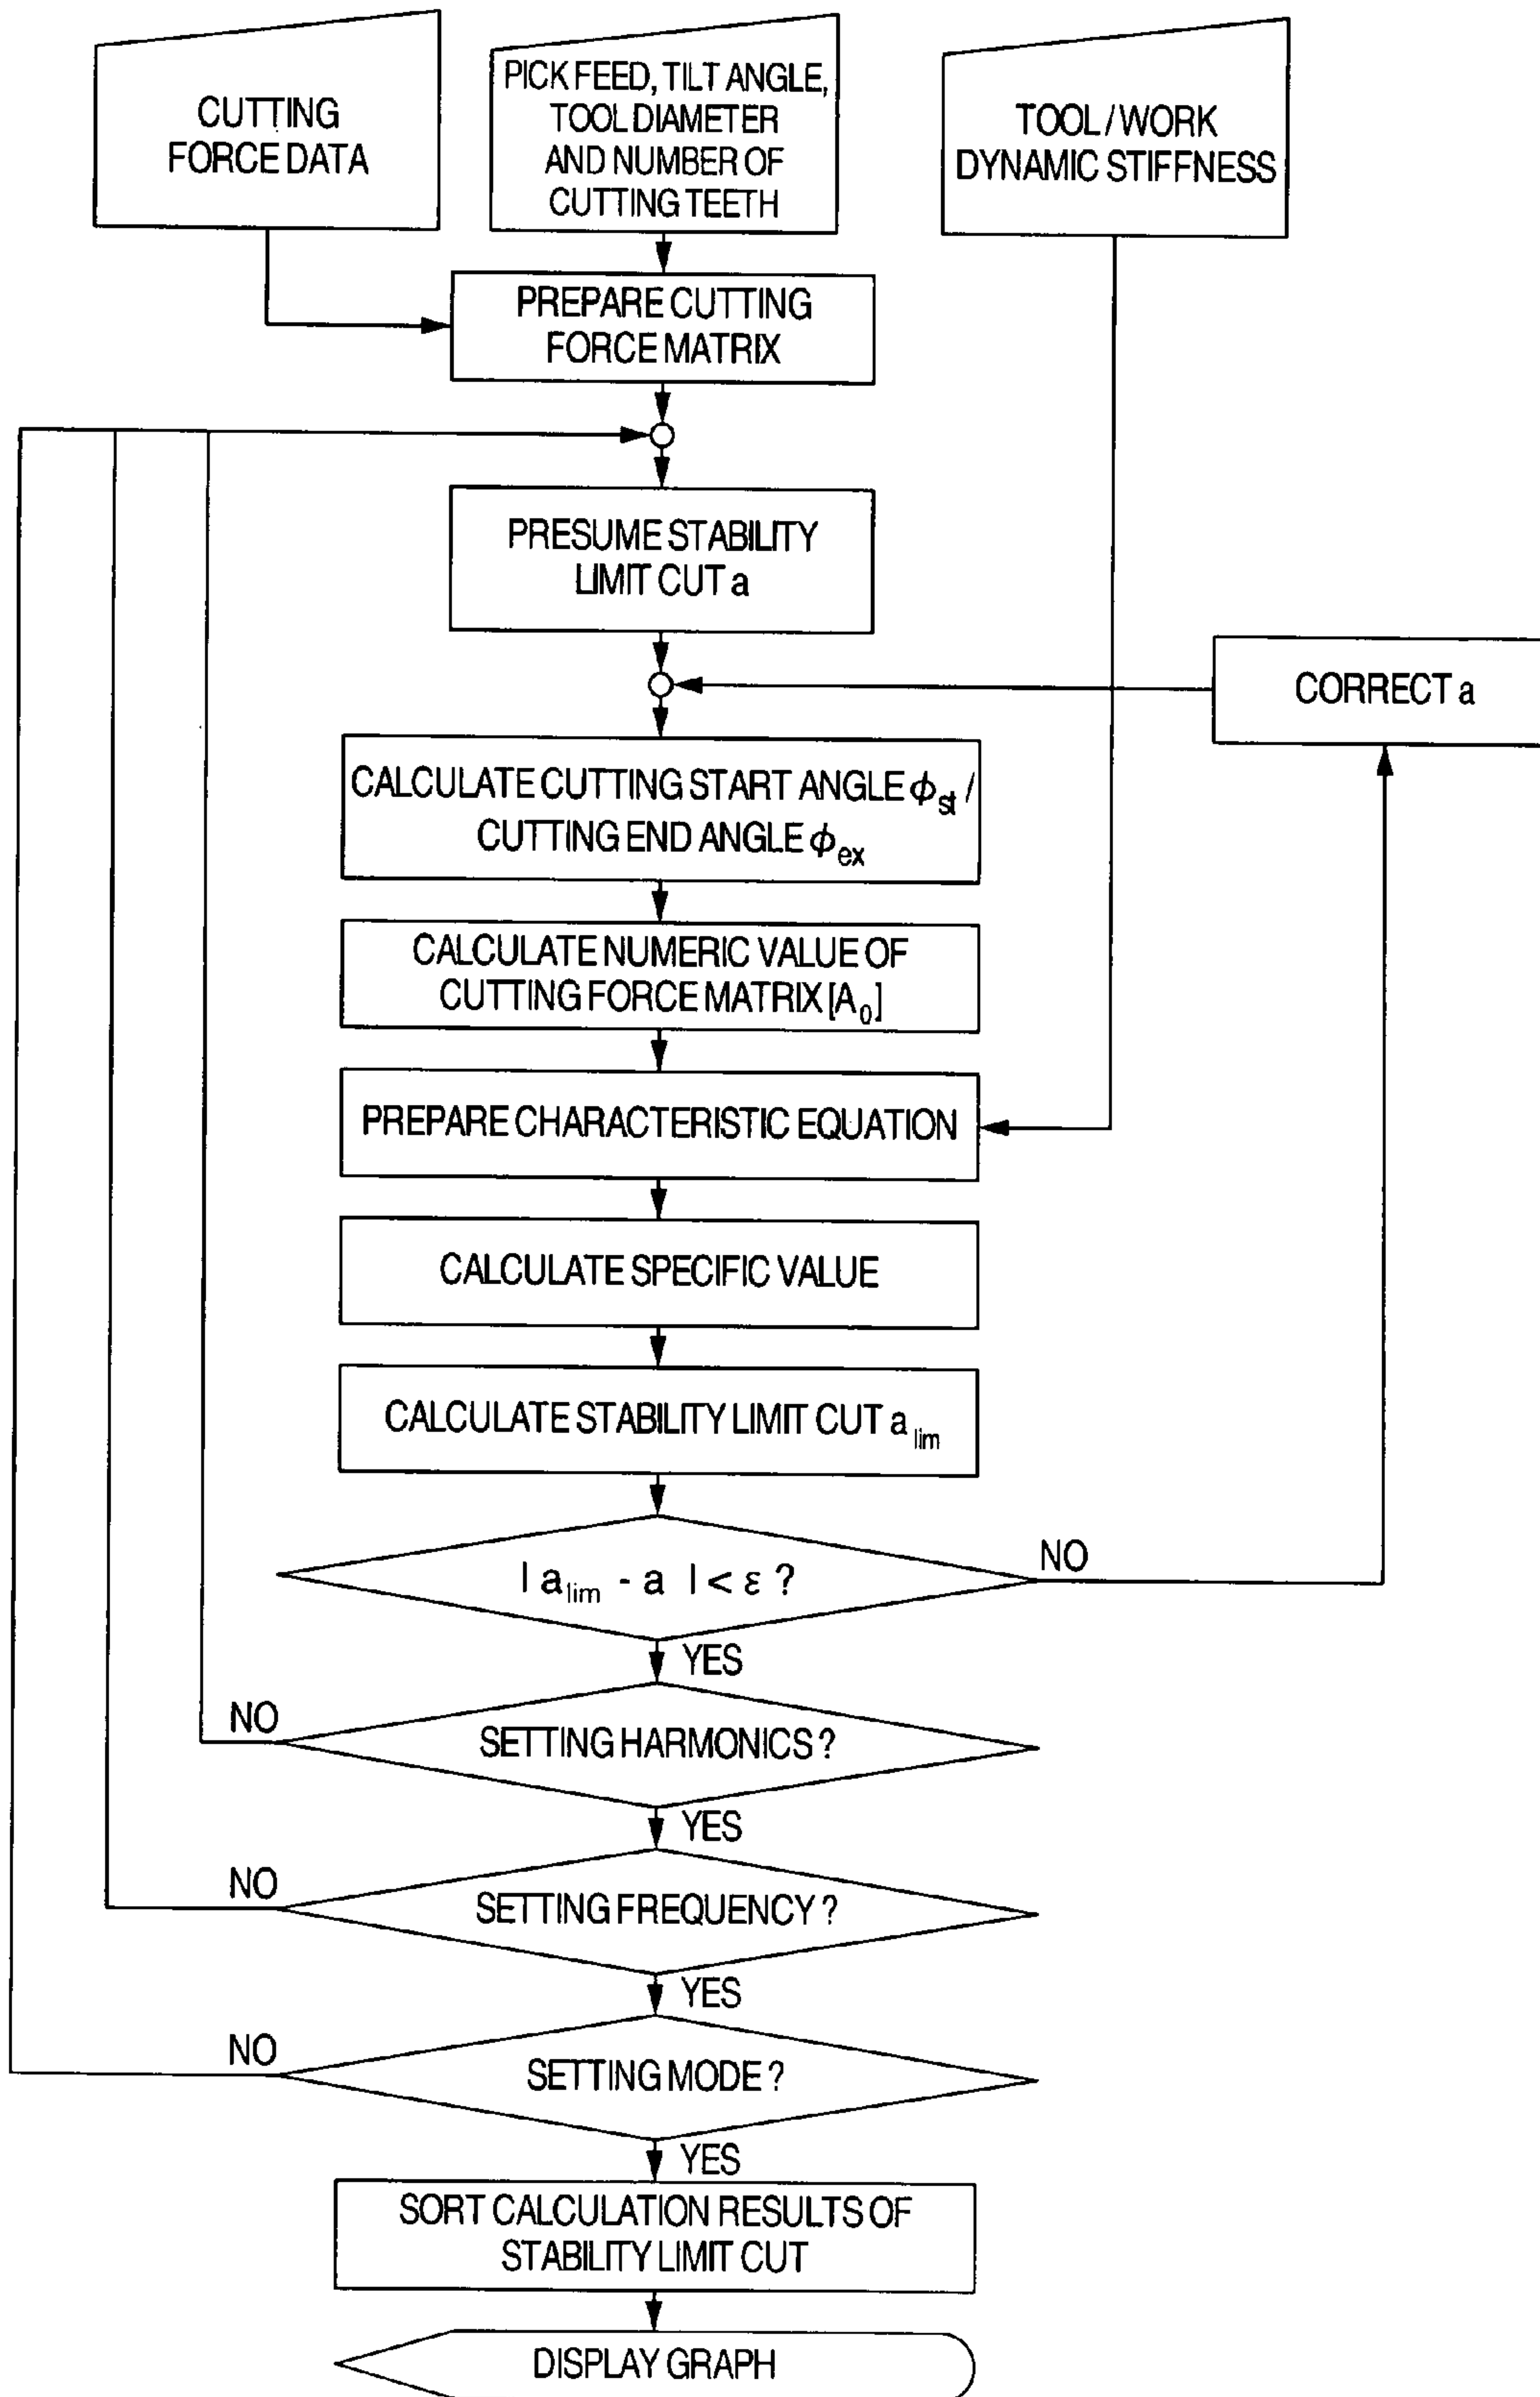 CUTTING
FORCE DATA
PICK FEED, TILT ANGLE,
TOOL DIAMETER
AND NUMBER OF
CUTTING TEETH
TOOL / WORK
DYNAMIC STIFFNESS
PREPARE CUTTING
FORCE MATRIX
PRESUME STABILITY
LIMIT CUT a
CORRECT a
CALCULATE CUTTING START ANGLE ϕst /
CUTTING END ANGLE ϕex
CALCULATE NUMERIC VALUE OF
CUTTING FORCE MATRIX [A0]
PREPARE CHARACTERISTIC EQUATION
CALCULATE SPECIFIC VALUE
CALCULATE STABILITY LIMIT CUT alim
| alim - a | < ε ?
NO
YES
SETTING HARMONICS ?
NO
YES
SETTING FREQUENCY ?
NO
YES
SETTING MODE ?
NO
YES
SORT CALCULATION RESULTS OF
STABILITY LIMIT CUT
DISPLAY GRAPH